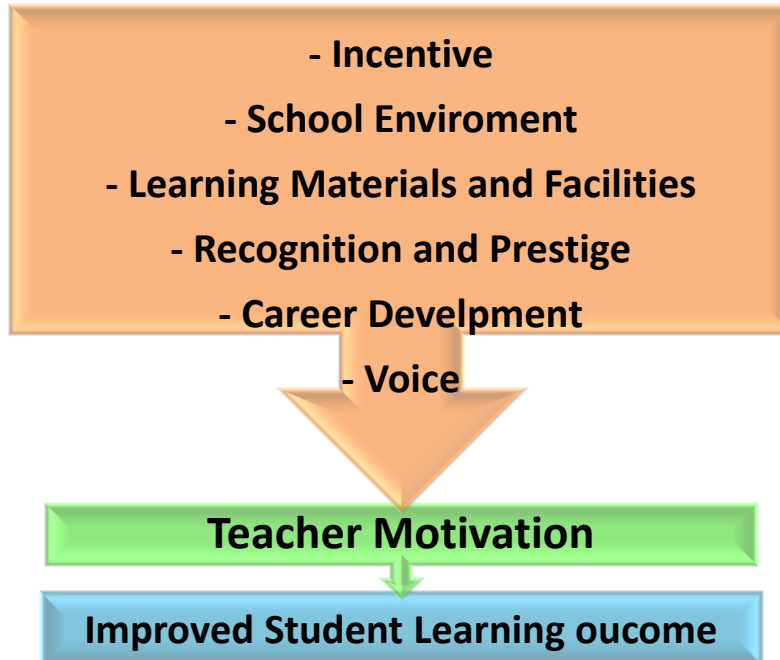 - Incentive
- School Enviroment
- Learning Materials and Facilities
- Recognition and Prestige
- Career Develpment
- Voice
Teacher Motivation
Improved Student Learning oucome